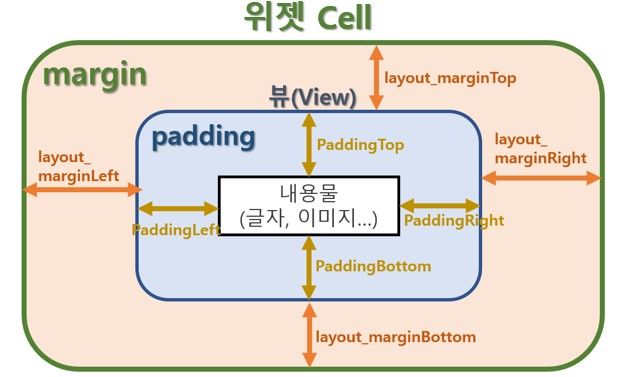 위젯 Cell
margin
layout_marginTop
뷰(View)
padding
PaddingTop
layout_
marginLeft
layout_
marginRight
내용물
(글자, 이미지...)
PaddingLeft
PaddingRight
PaddingBottom
layout_marginBottom